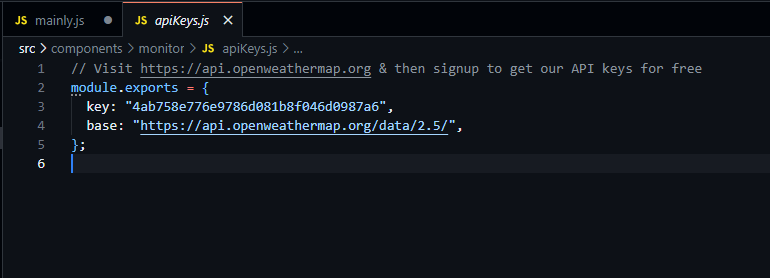 JS mainly.js ●
JS apiKeys.js ×
src > components > monitor > JS apiKeys.js > ...
1 // Visit https://api.openweathermap.org & then signup to get our API keys for free
2 module.exports = {
3 key: "4ab758e776e9786d081b8f046d0987a6",
4 base: "https://api.openweathermap.org/data/2.5/",
5 };
6